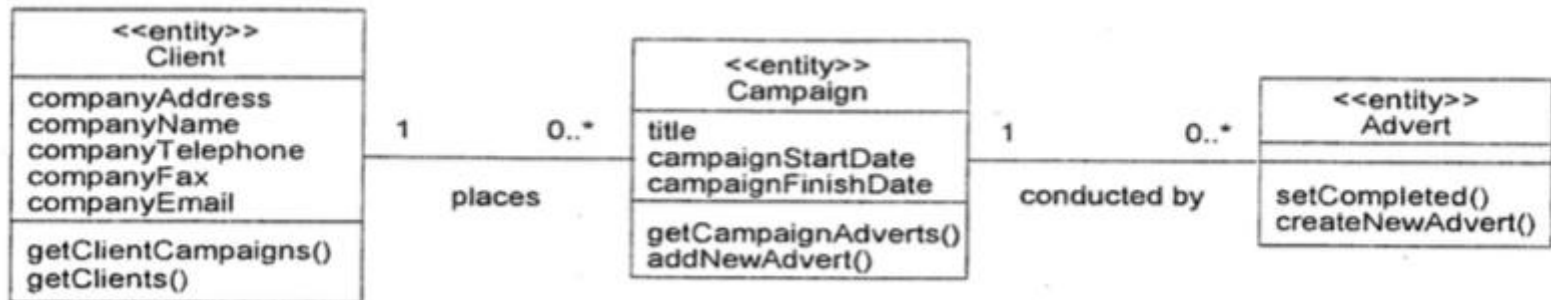 <<entity>>
Client
companyAddress
companyName
companyTelephone
companyFax
companyEmail
getClientCampaigns()
getClients()
1
0..*
places
<<entity>>
Campaign
title
campaignStartDate
campaignFinishDate
getCampaignAdverts()
addNewAdvert()
1
0..*
conducted by
<<entity>>
Advert
setCompleted()
createNewAdvert()